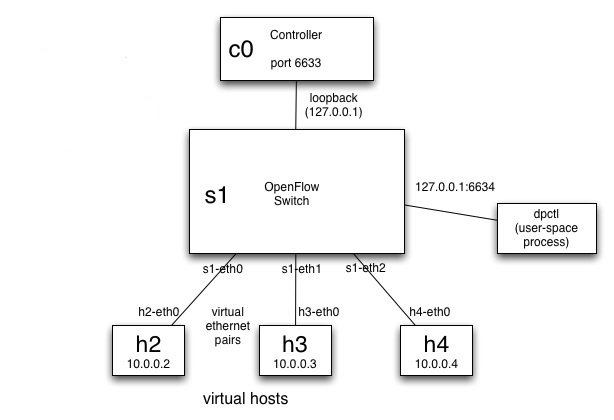 c0
Controller
port 6633
loopback
(127.0.0.1)
s1
OpenFlow
Switch
127.0.0.1:6634
dpctl
(user-space
process)
s1-eth0
s1-eth1
s1-eth2
h2-eth0
virtual
ethernet
pairs
h3-eth0
h4-eth0
h2
10.0.0.2
h3
10.0.0.3
h4
10.0.0.4
virtual hosts